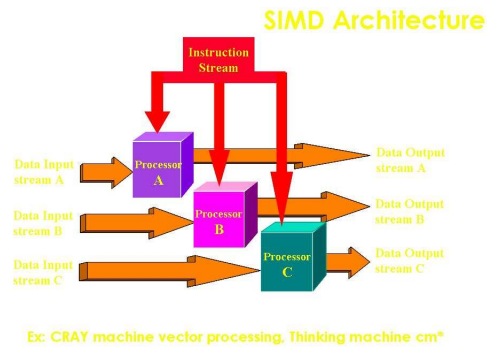 SIMD Architecture
Instruction
Stream
Processor
A
Data Input
stream A
Data Output
stream A
Processor
B
Data Input
stream B
Data Output
stream B
Processor
C
Data Input
stream C
Data Output
stream C
Ex: CRAY machine vector processing, Thinking machine cm*